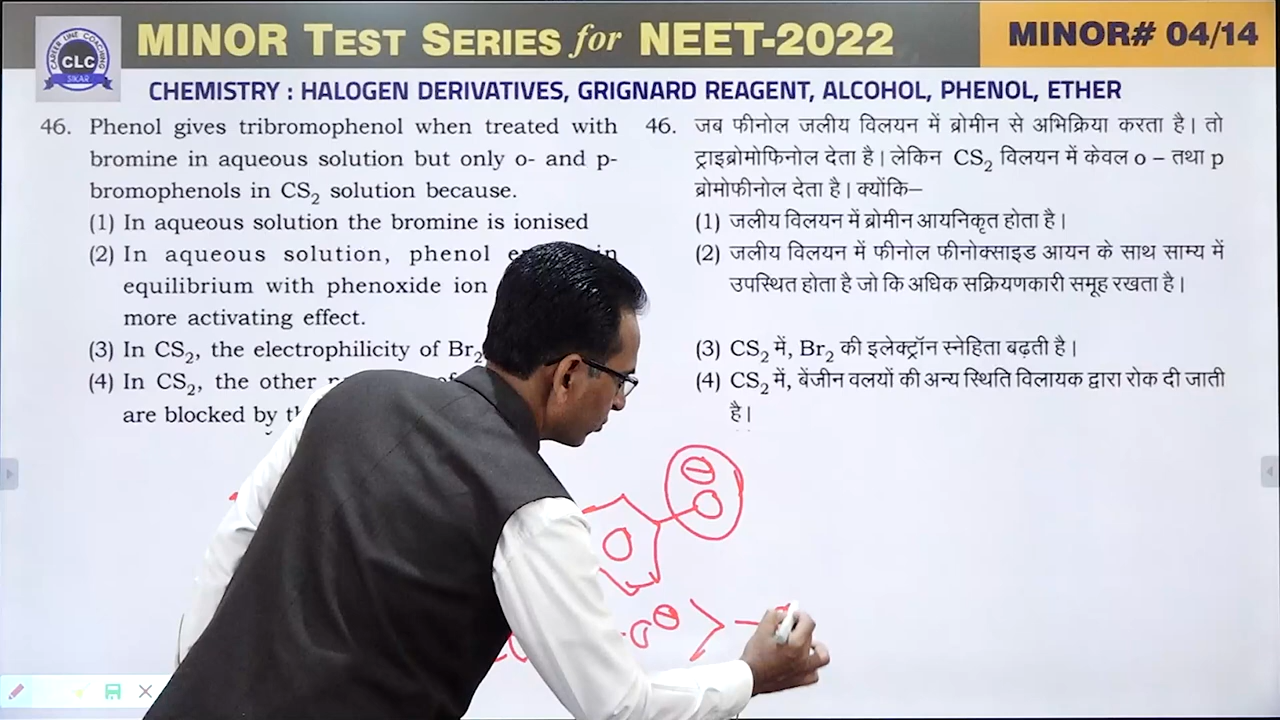 CAREER LINE COACHING
CLC
SIKAR
MINOR TEST SERIES for NEET-2022
MINOR# 04/14
CHEMISTRY : HALOGEN DERIVATIVES, GRIGNARD REAGENT, ALCOHOL, PHENOL, ETHER
46. Phenol gives tribromophenol when treated with
bromine in aqueous solution but only o- and p-
bromophenols in CS₂ solution because.
(1) In aqueous solution the bromine is ionised
(2) In aqueous solution, phenol
equilibrium with phenoxide ion
more activating effect.
(3) In CS₂, the electrophilicity of Br₂
(4) In CS₂, the other
are blocked by
46. जब फीनोल जलीय विलयन में ब्रोमीन से अभिक्रिया करता है। तो
ट्राइब्रोमोफिनोल देता है। लेकिन CS₂ विलयन में केवल o – तथा p
ब्रोमोफीनोल देता है। क्योंकि–
(1) जलीय विलयन में ब्रोमीन आयनिकृत होता है।
(2) जलीय विलयन में फीनोल फीनोक्साइड आयन के साथ साम्य में
उपस्थित होता है जो कि अधिक सक्रियणकारी समूह रखता है।
(3) CS₂ में, Br₂ की इलेक्ट्रॉन स्नेहिता बढ़ती है।
(4) CS₂ में, बेंजीन वलयों की अन्य स्थिति विलायक द्वारा रोक दी जाती
है।
⊖
O
O⊖ > –